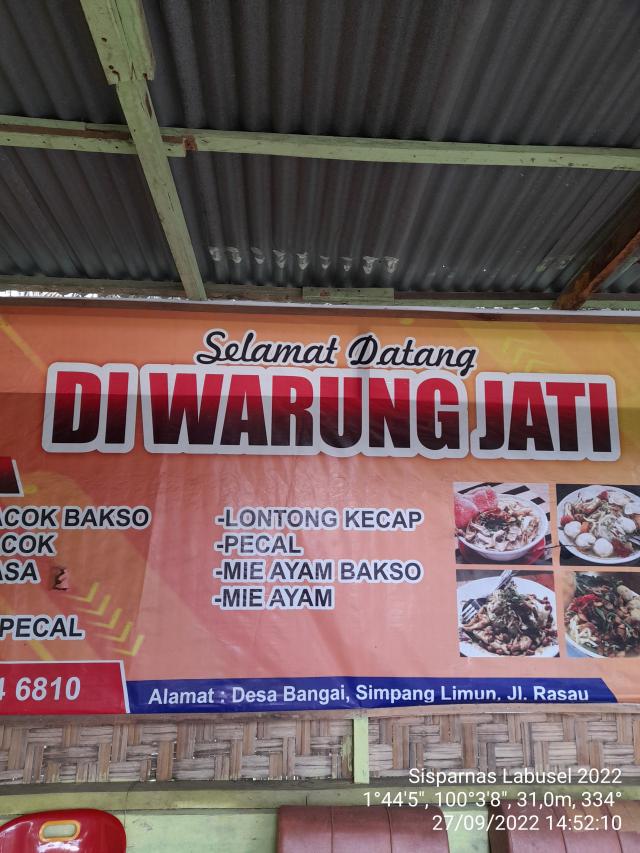 Selamat Datang
DI WARUNG JATI
ACOK BAKSO
COK
ASA
PECAL
-LONTONG KECAP
-PECAL
-MIE AYAM BAKSO
-MIE AYAM
4 6810
Alamat : Desa Bangai, Simpang Limun, Jl. Rasau
Sisparnas Labusel 2022
1°44'5", 100°3'8", 31,0m, 334°
27/09/2022 14:52:10